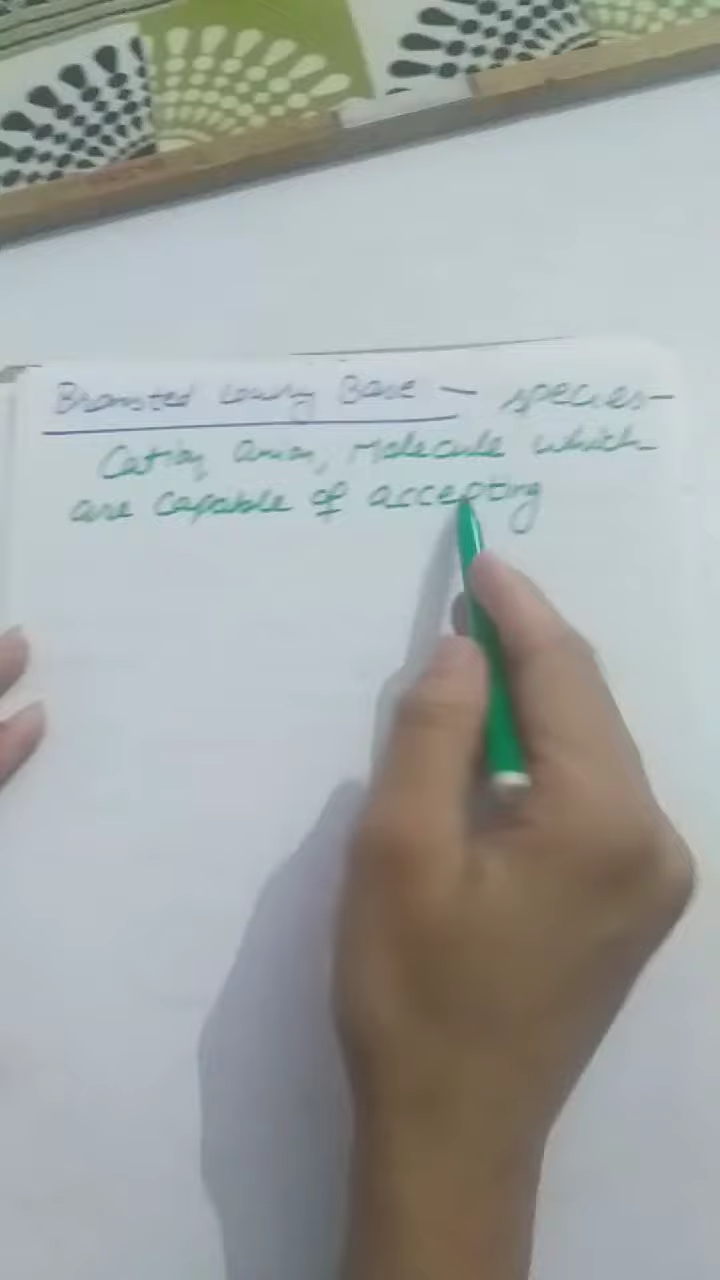 Bronsted Lowry Base — species—
Cation, Anion, Molecule which—
are capable of accepting